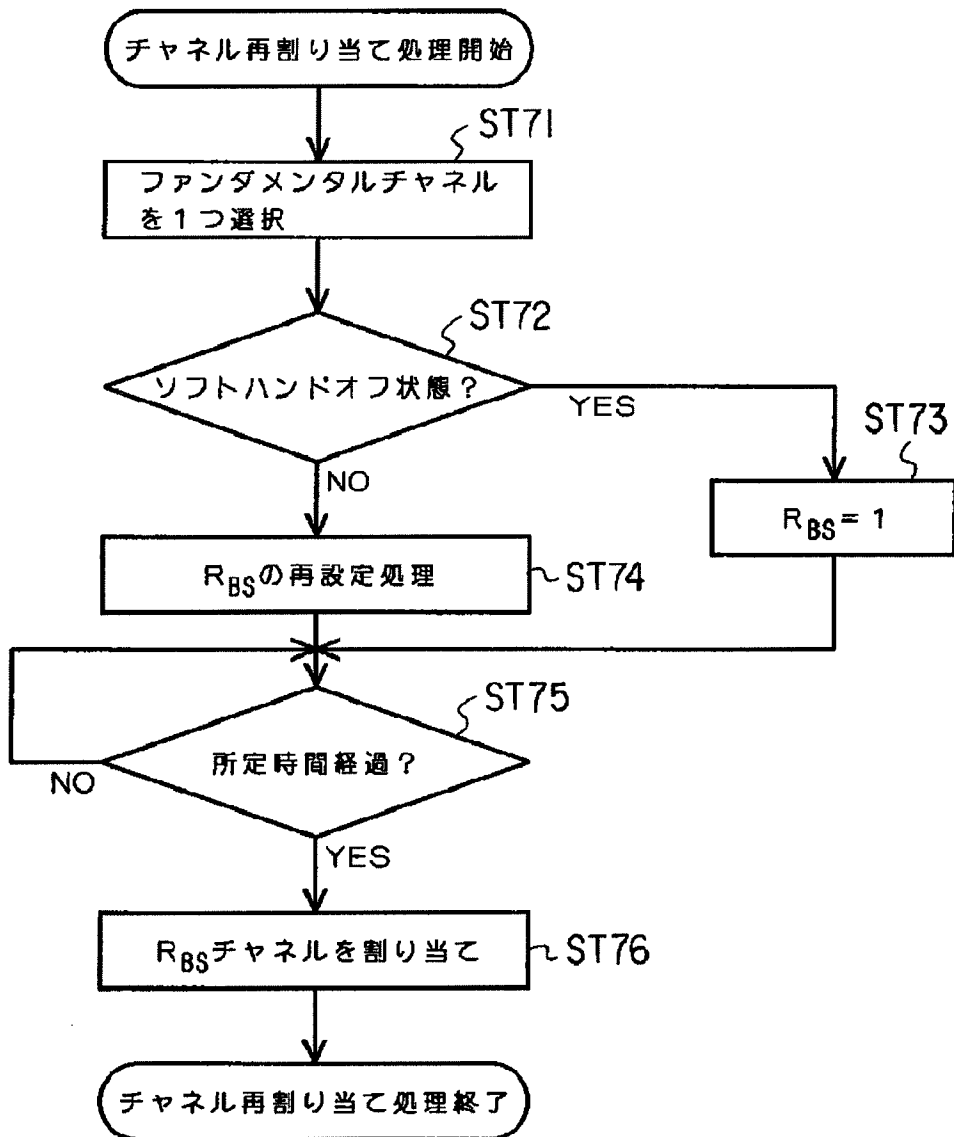 チャネル再割り当て処理開始
ST71
ファンダメンタルチャネル
を1つ選択
ST72
ソフトハンドオフ状態?
YES
NO
ST73
RBS=1
RBSの再設定処理
ST74
ST75
所定時間経過?
NO
YES
RBSチャネルを割り当て
ST76
チャネル再割り当て処理終了